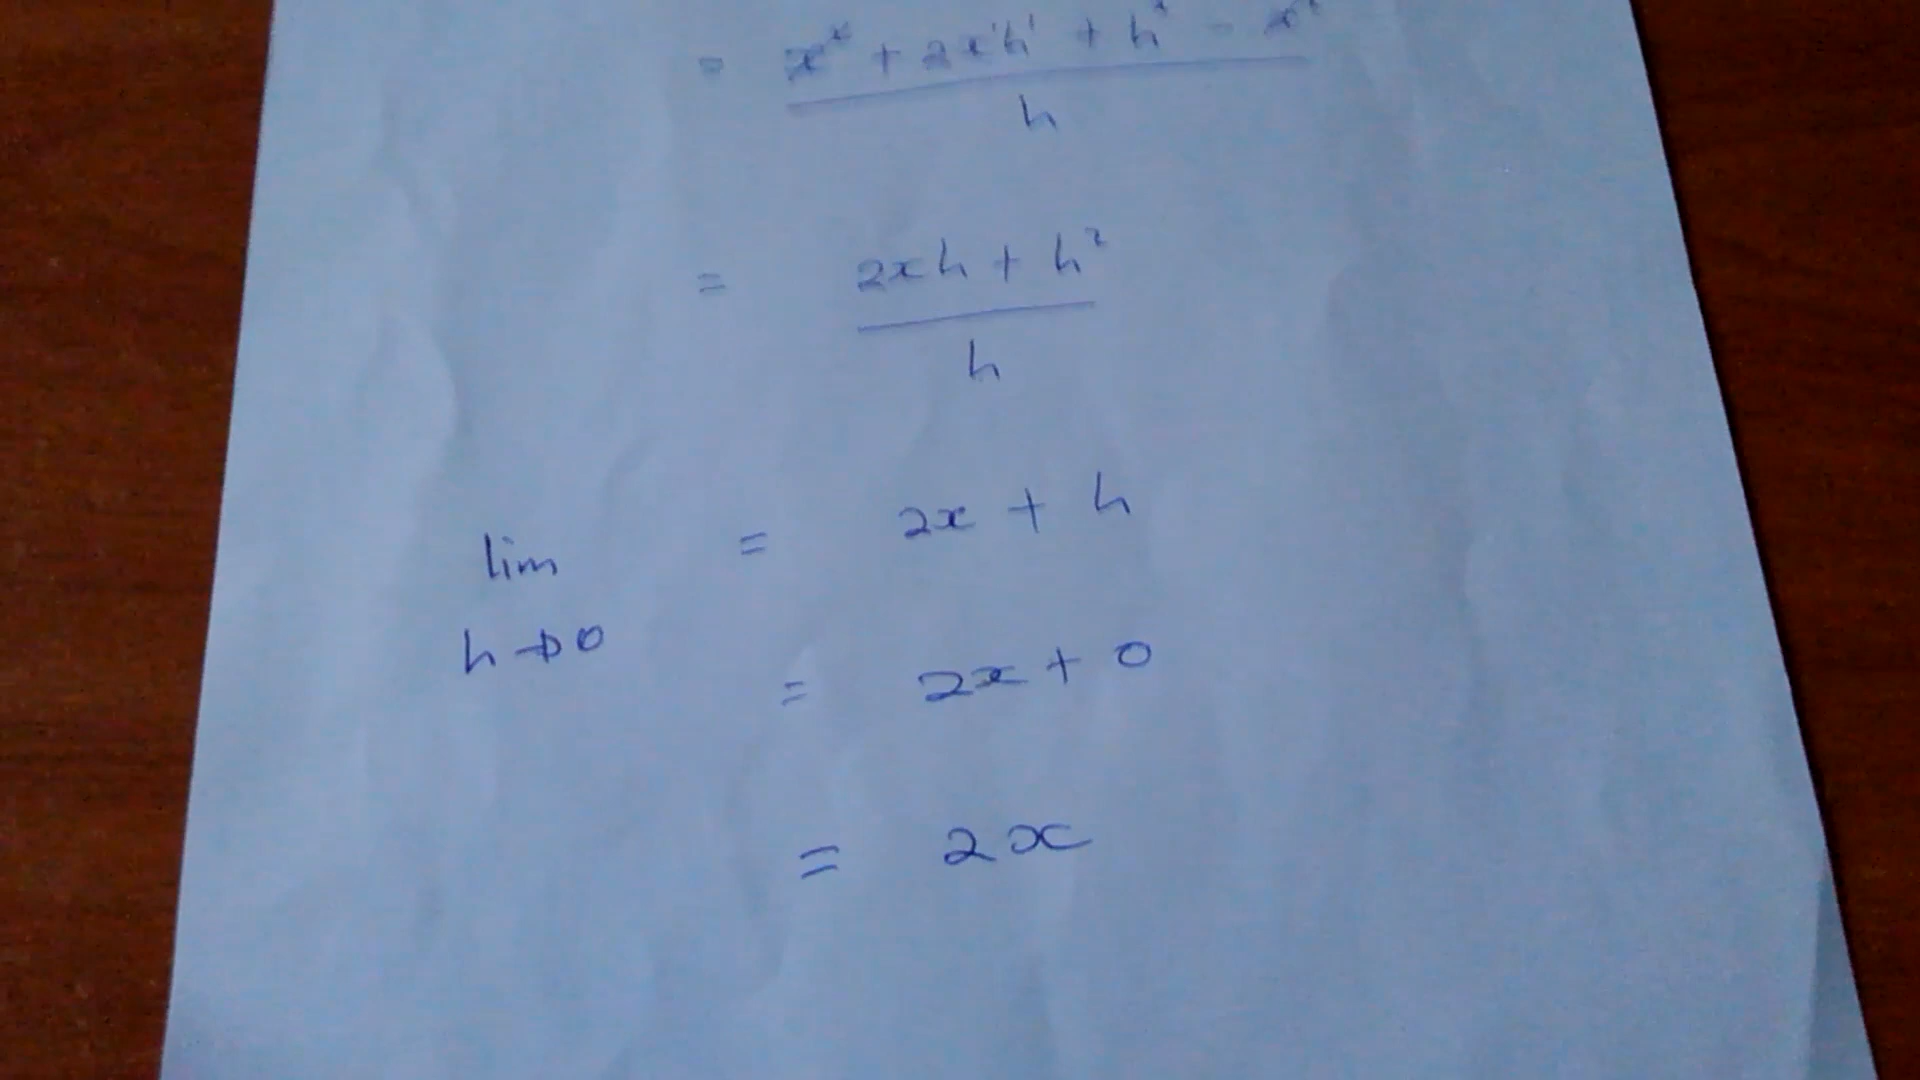 = x² + 2x'h' + h² - x²
h
= 2xh + h²
h
lim = 2x + h
h→0
= 2x + 0
= 2x